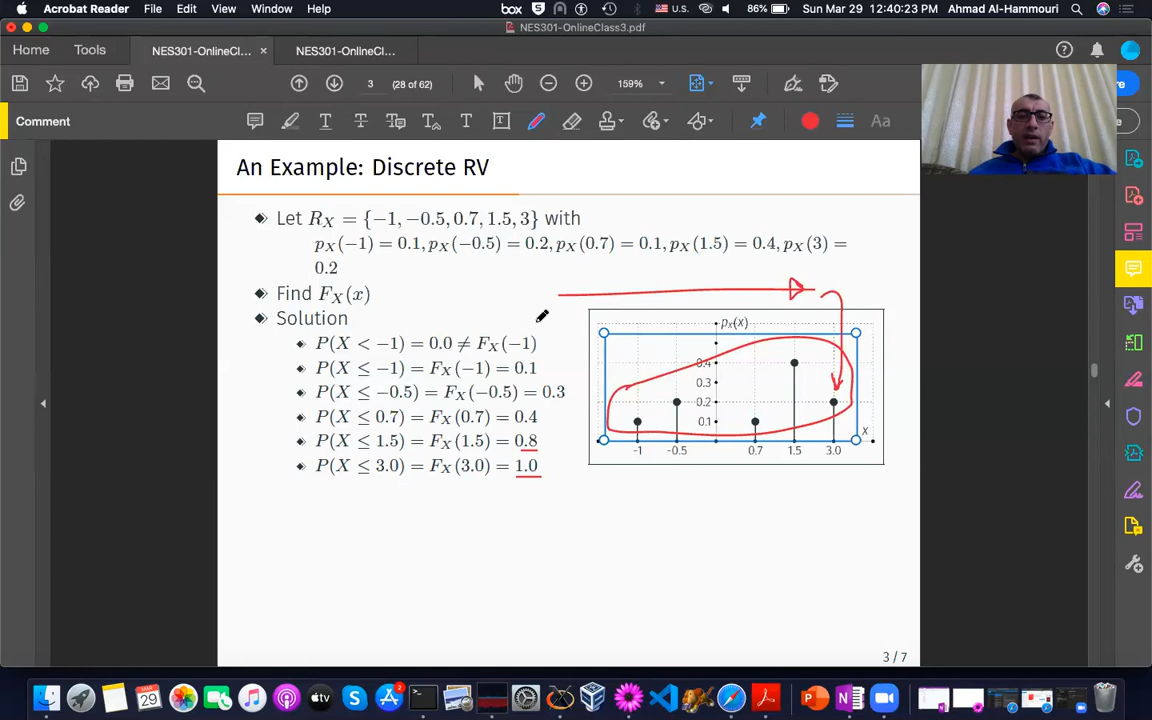 Acrobat Reader File Edit View Window Help box S U.S. 86% Sun Mar 29 12:40:23 PM Ahmad Al-Hammouri
NES301-OnlineClass3.pdf
Home Tools NES301-OnlineCl... × NES301-OnlineCl...
3 (28 of 62) 159%
Comment Aa
An Example: Discrete RV
Let R_X = {−1, −0.5, 0.7, 1.5, 3} with
p_X(−1) = 0.1, p_X(−0.5) = 0.2, p_X(0.7) = 0.1, p_X(1.5) = 0.4, p_X(3) =
0.2
Find F_X(x)
Solution
P(X < −1) = 0.0 ≠ F_X(−1)
P(X ≤ −1) = F_X(−1) = 0.1
P(X ≤ −0.5) = F_X(−0.5) = 0.3
P(X ≤ 0.7) = F_X(0.7) = 0.4
P(X ≤ 1.5) = F_X(1.5) = 0.8
P(X ≤ 3.0) = F_X(3.0) = 1.0
p_X(x)
0.4
0.3
0.2
0.1
x
-1 -0.5 0.7 1.5 3.0
3 / 7
MAR
29
2